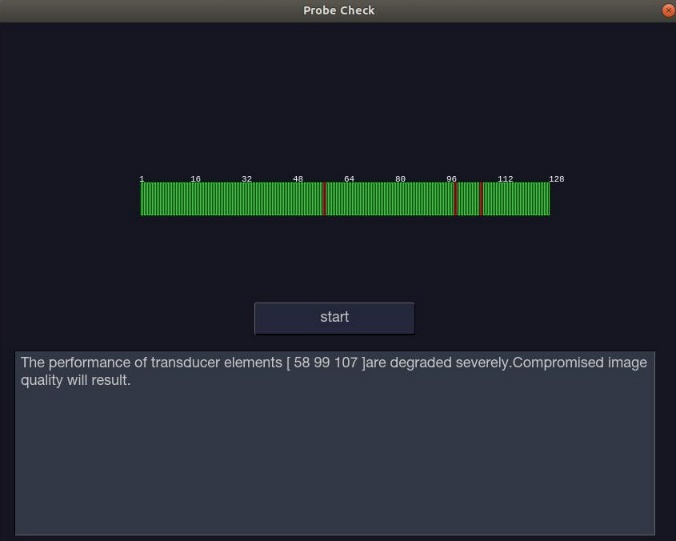 Probe Check
1 16 32 48 64 80 96 112 128
start
The performance of transducer elements [ 58 99 107 ]are degraded severely.Compromised image
quality will result.